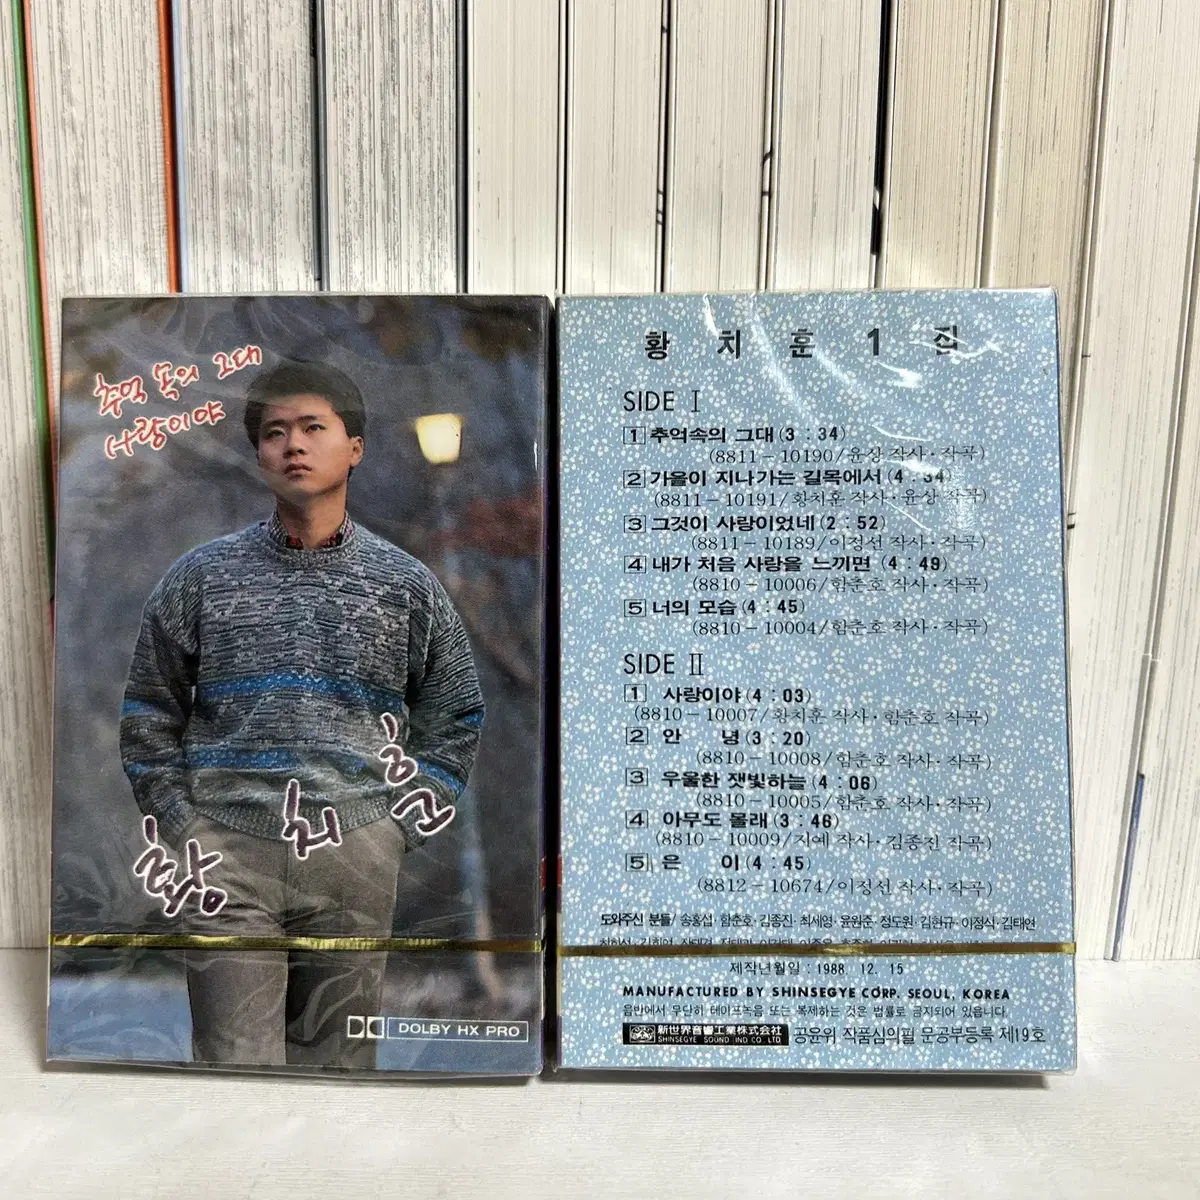 추억 속의 그대
사랑이야
황치훈
DOLBY HX PRO
황 치 훈 1 집
SIDE Ⅰ
1 추억속의 그대(3:34)
(8811-10190/윤상 작사·작곡)
2 가을이 지나가는 길목에서(4:34)
(8811-10191/황치훈 작사·윤상 작곡)
3 그것이 사랑이었네(2:52)
(8811-10189/이정선 작사·작곡)
4 내가 처음 사랑을 느끼면(4:49)
(8810-10006/함춘호 작사·작곡)
5 너의 모습(4:45)
(8810-10004/함춘호 작사·작곡)
SIDE Ⅱ
1 사랑이야(4:03)
(8810-10007/황치훈 작사·함춘호 작곡)
2 안 녕(3:20)
(8810-10008/함춘호 작사·작곡)
3 우울한 잿빛하늘(4:06)
(8810-10005/함춘호 작사·작곡)
4 아무도 몰래(3:46)
(8810-10009/지예 작사·김종진 작곡)
5 은 이(4:45)
(8812-10674/이정선 작사·작곡)
도와주신 분들/송홍섭·함춘호·김종진·최세영·윤원준·정도원·김현규·이정식·김태연
제작년월일:1988. 12. 15
MANUFACTURED BY SHINSEGYE CORP. SEOUL, KOREA
음반에서 무단히 테이프녹음 또는 복제하는 것은 법률로 금지되어 있읍니다.
新世界音響工業株式会社
SHINSEGYE SOUND IND CO LTD
공윤위 작품심의필 문공부등록 제19호